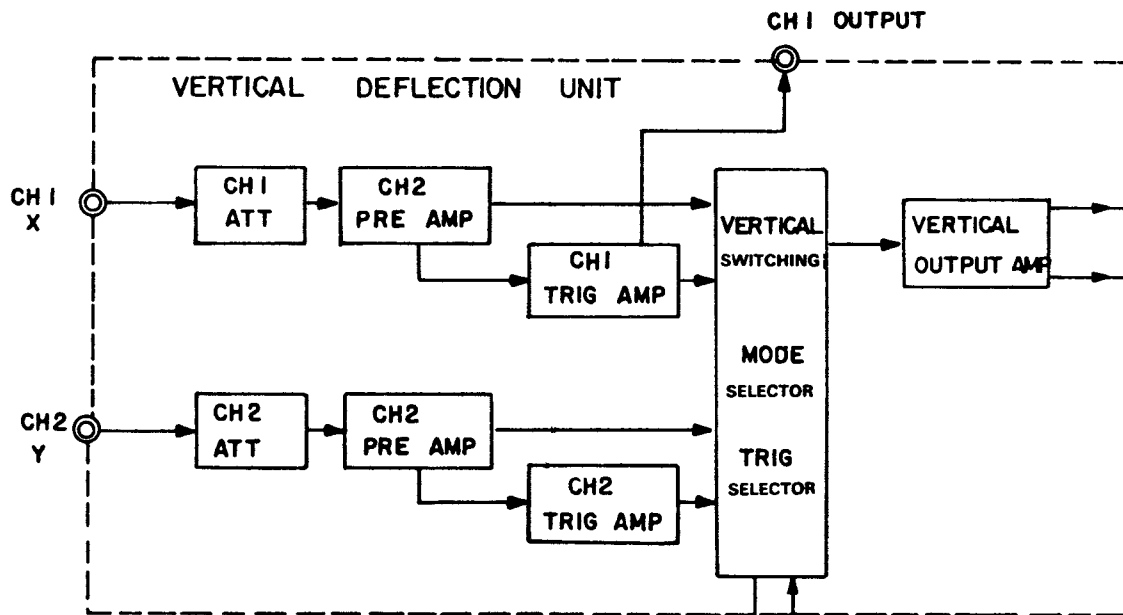 CH1 OUTPUT
VERTICAL DEFLECTION UNIT
CH1
X
CH1
ATT
CH2
PRE AMP
CH1
TRIG AMP
VERTICAL
SWITCHING
MODE
SELECTOR
TRIG
SELECTOR
VERTICAL
OUTPUT AMP
CH2
Y
CH2
ATT
CH2
PRE AMP
CH2
TRIG AMP